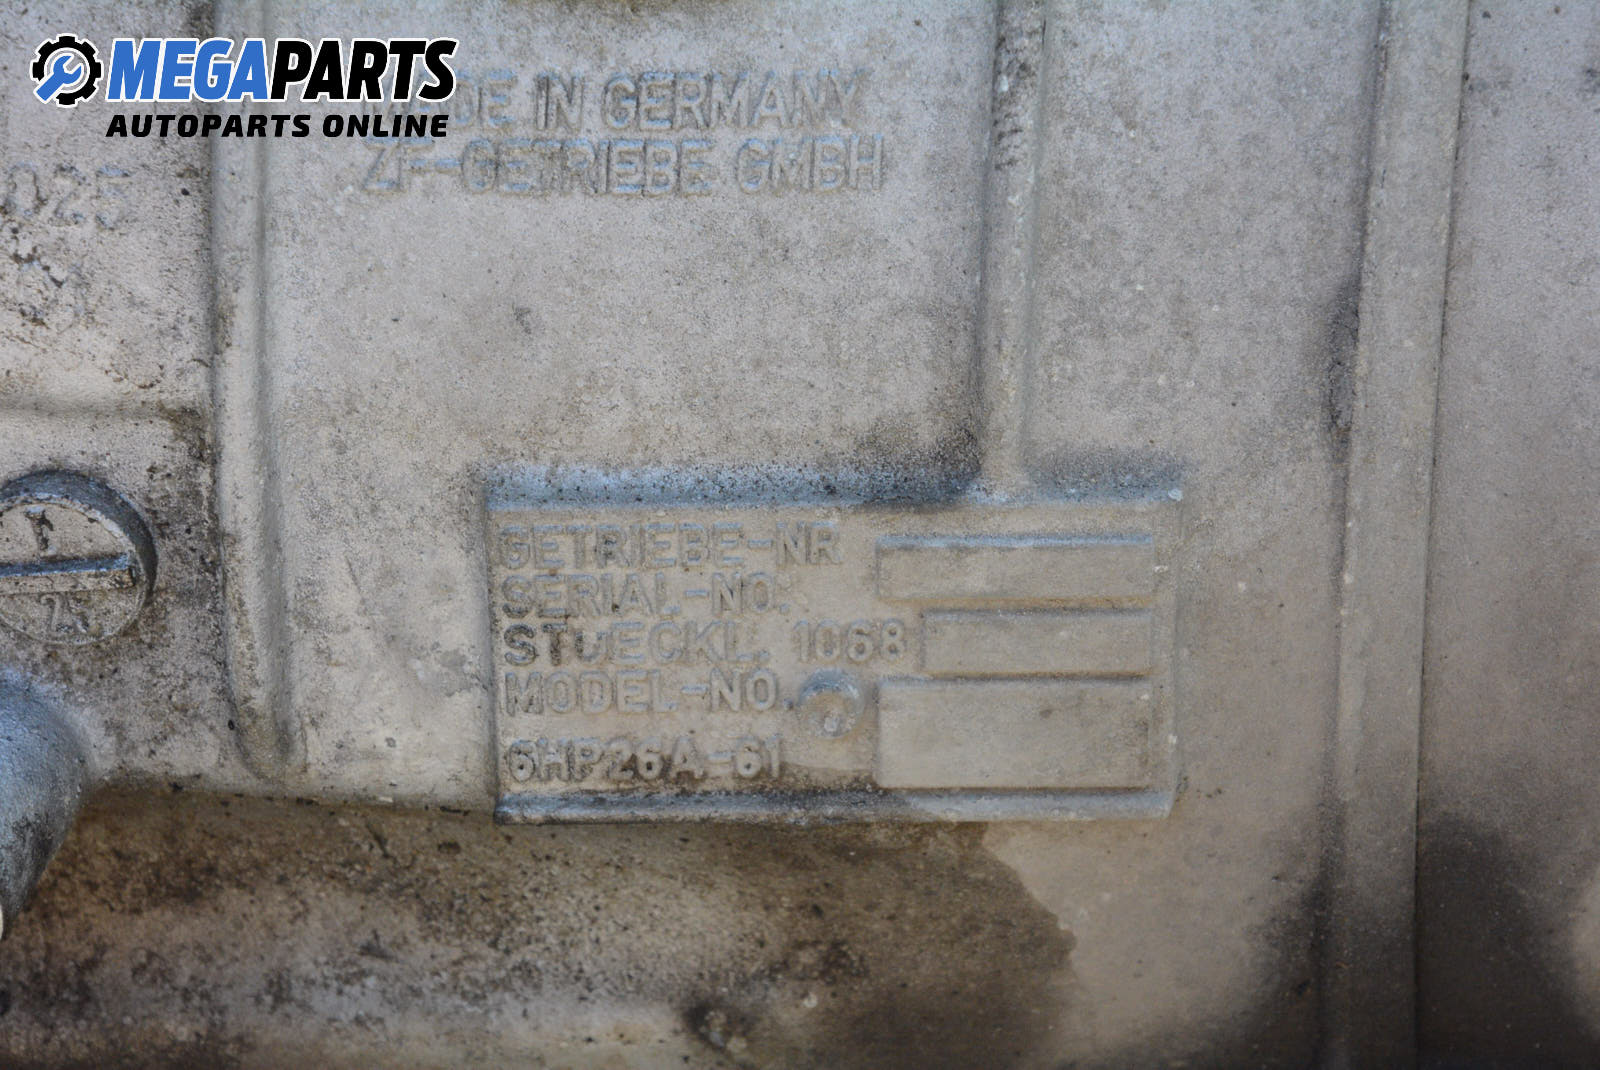 MEGAPARTS
AUTOPARTS ONLINE
DE IN GERMANY
ZF-GETRIEBE GMBH
025
GETRIEBE-NR
SERIAL-NO.
STUECKL. 1068
MODEL-NO.
6HP26A-61